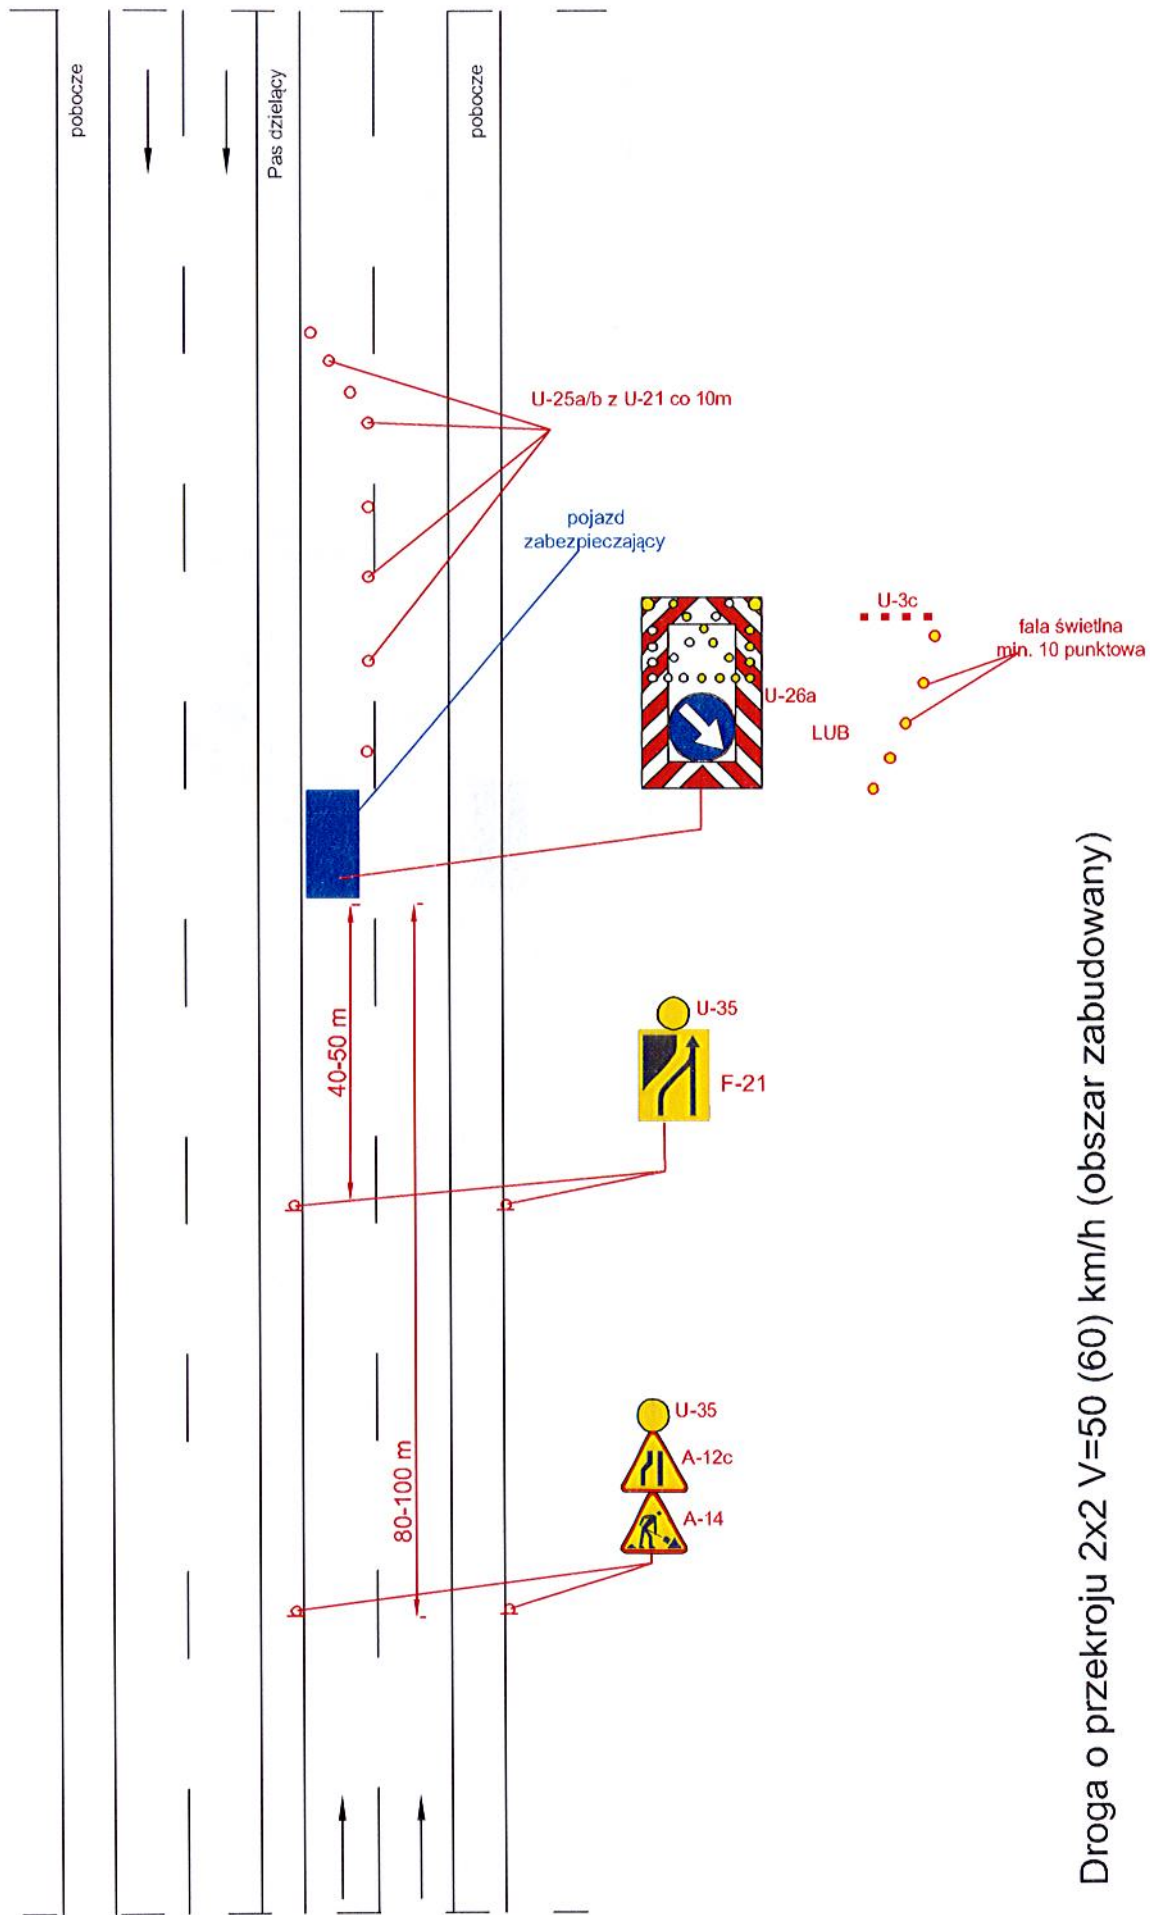 pobocze
Pas dzielący
pobocze
U-25a/b z U-21 co 10m
pojazd
zabezpieczający
U-3c
fala świetlna
min. 10 punktowa
U-26a
LUB
40-50 m
U-35
F-21
80-100 m
U-35
A-12c
A-14
Droga o przekroju 2x2 V=50 (60) km/h (obszar zabudowany)